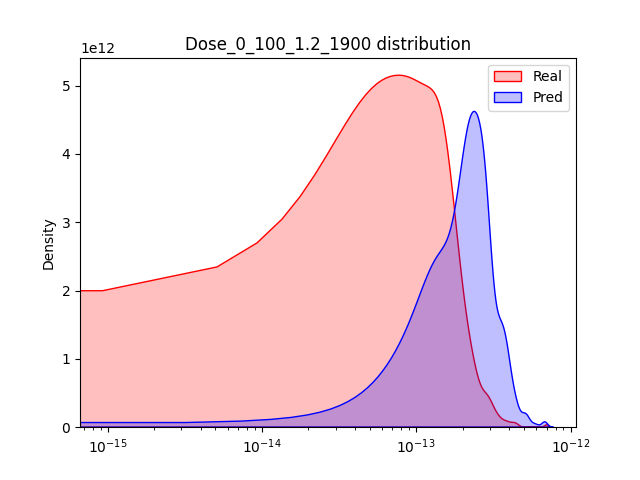 Dose_0_100_1.2_1900 distribution
1e12
Real
Pred
Density
5
4
3
2
1
0
10⁻¹⁵ 10⁻¹⁴ 10⁻¹³ 10⁻¹²